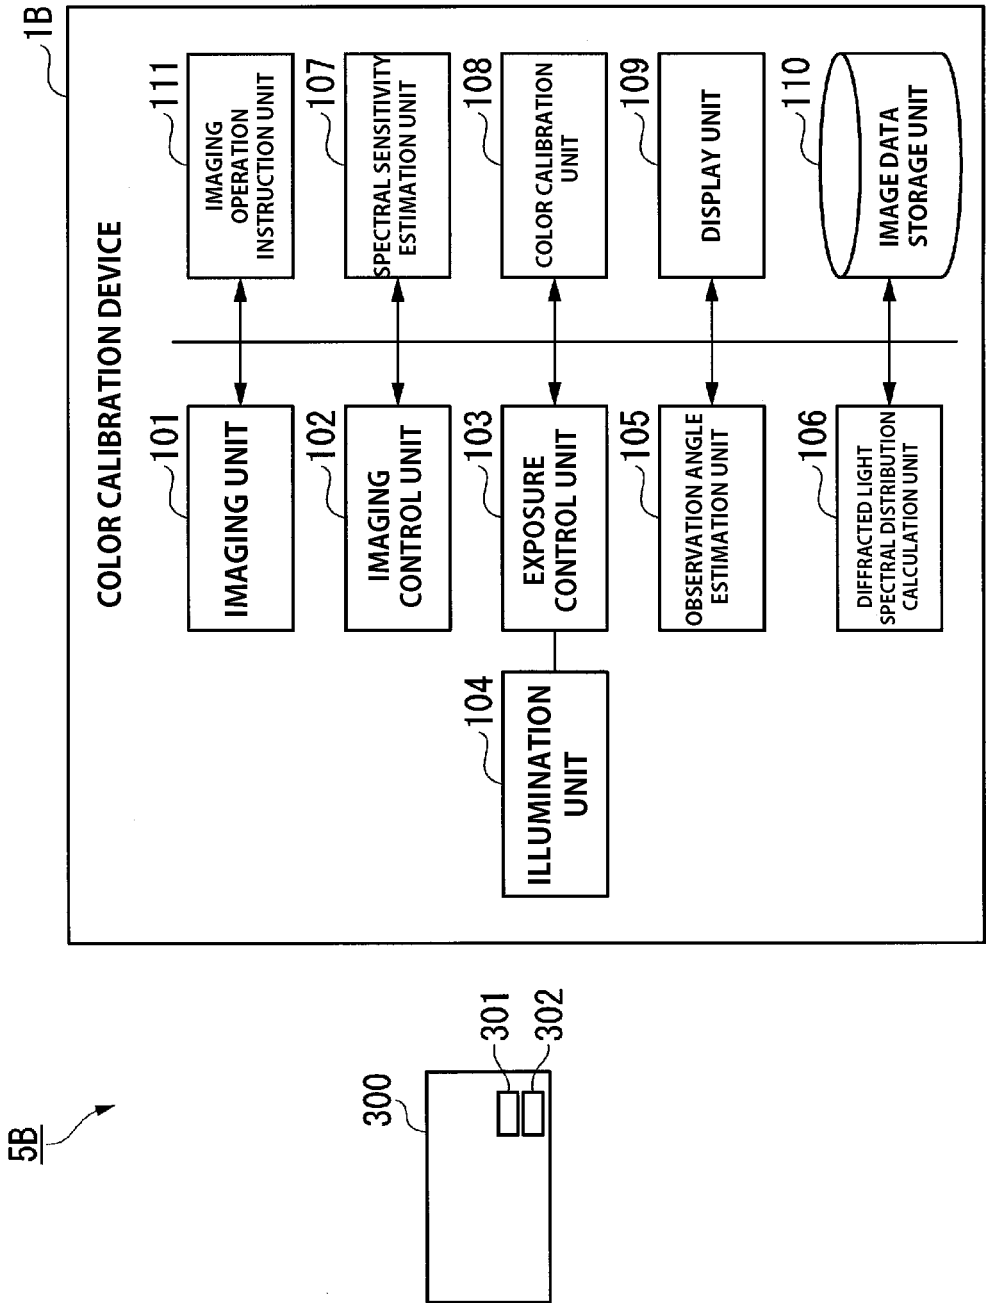 5B
300
301
302
1B
COLOR CALIBRATION DEVICE
101
IMAGING UNIT
111
IMAGING
OPERATION
INSTRUCTION UNIT
102
IMAGING
CONTROL UNIT
107
SPECTRAL SENSITIVITY
ESTIMATION UNIT
104
ILLUMINATION
UNIT
103
EXPOSURE
CONTROL UNIT
108
COLOR CALIBRATION
UNIT
105
OBSERVATION ANGLE
ESTIMATION UNIT
109
DISPLAY UNIT
106
DIFFRACTED LIGHT
SPECTRAL DISTRIBUTION
CALCULATION UNIT
110
IMAGE DATA
STORAGE UNIT